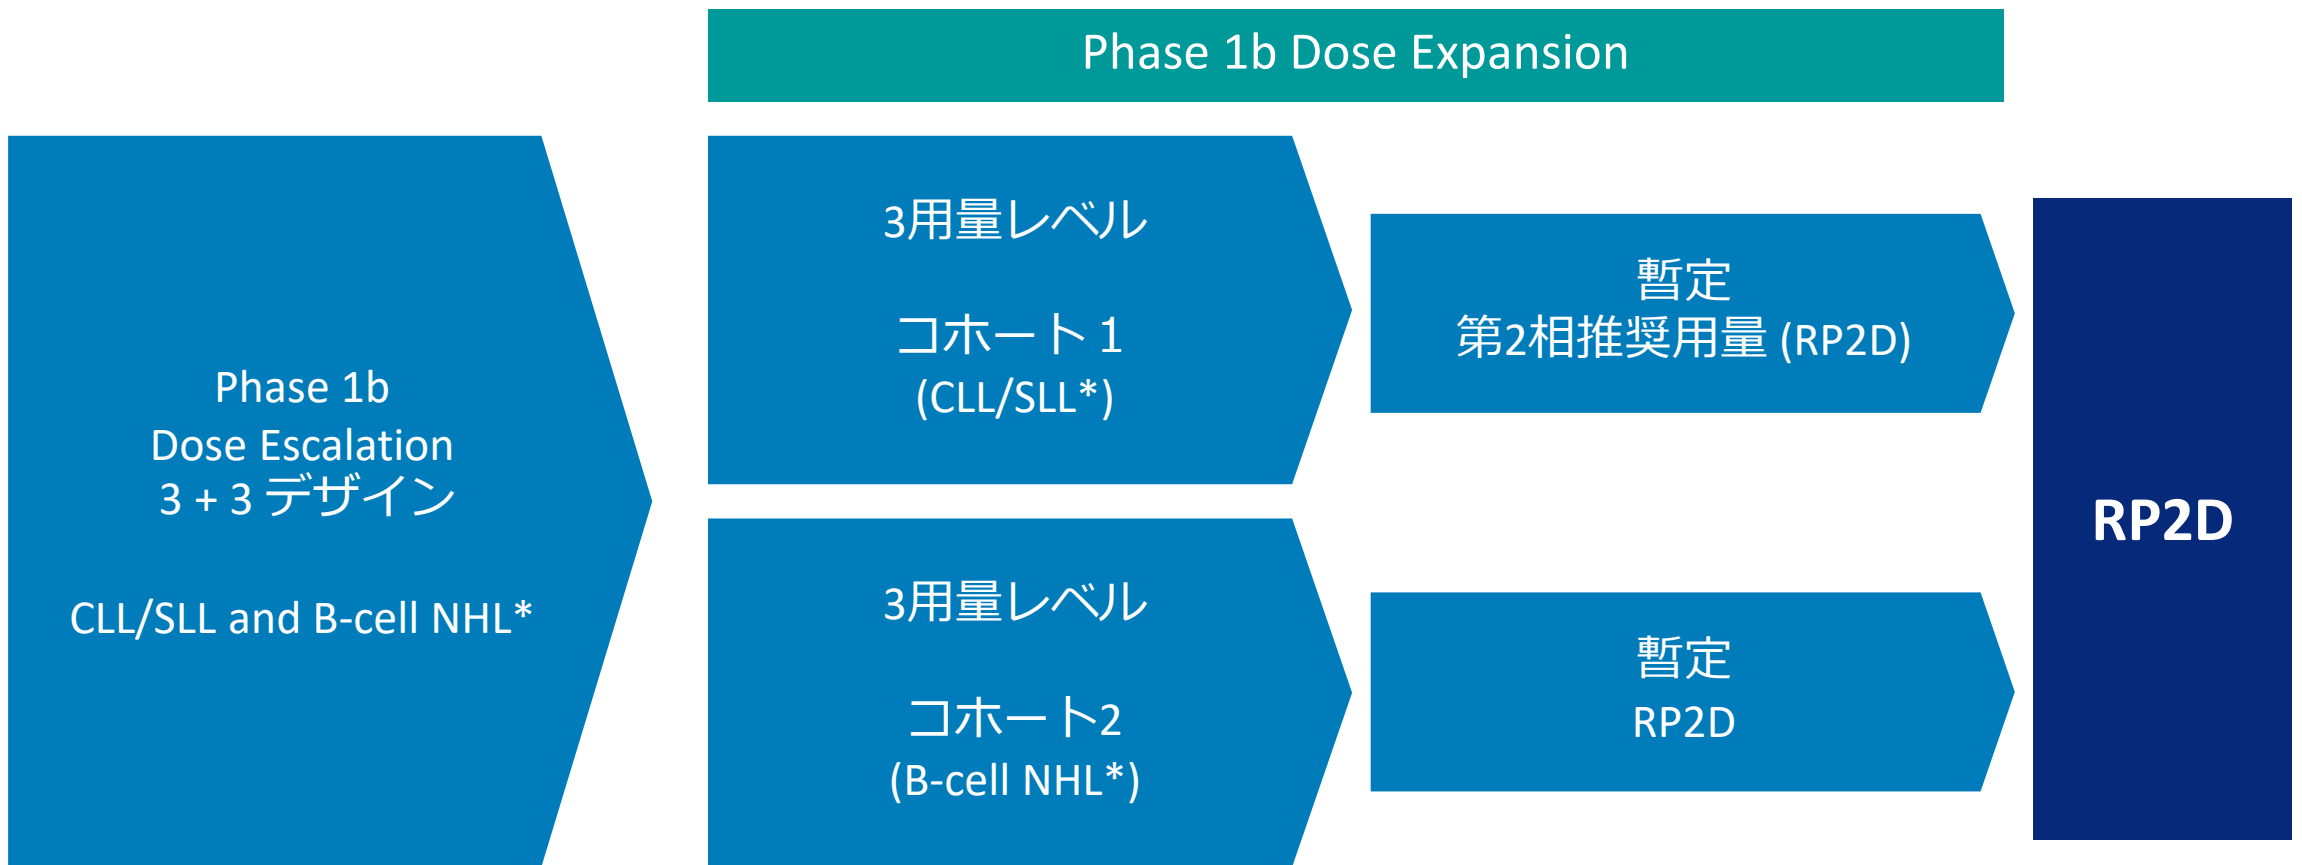 Phase 1b Dose Expansion
Phase 1b
Dose Escalation
3 + 3 デザイン
CLL/SLL and B-cell NHL*
3用量レベル
コホート 1
(CLL/SLL*)
暫定
第2相推奨用量 (RP2D)
3用量レベル
コホート2
(B-cell NHL*)
暫定
RP2D
RP2D